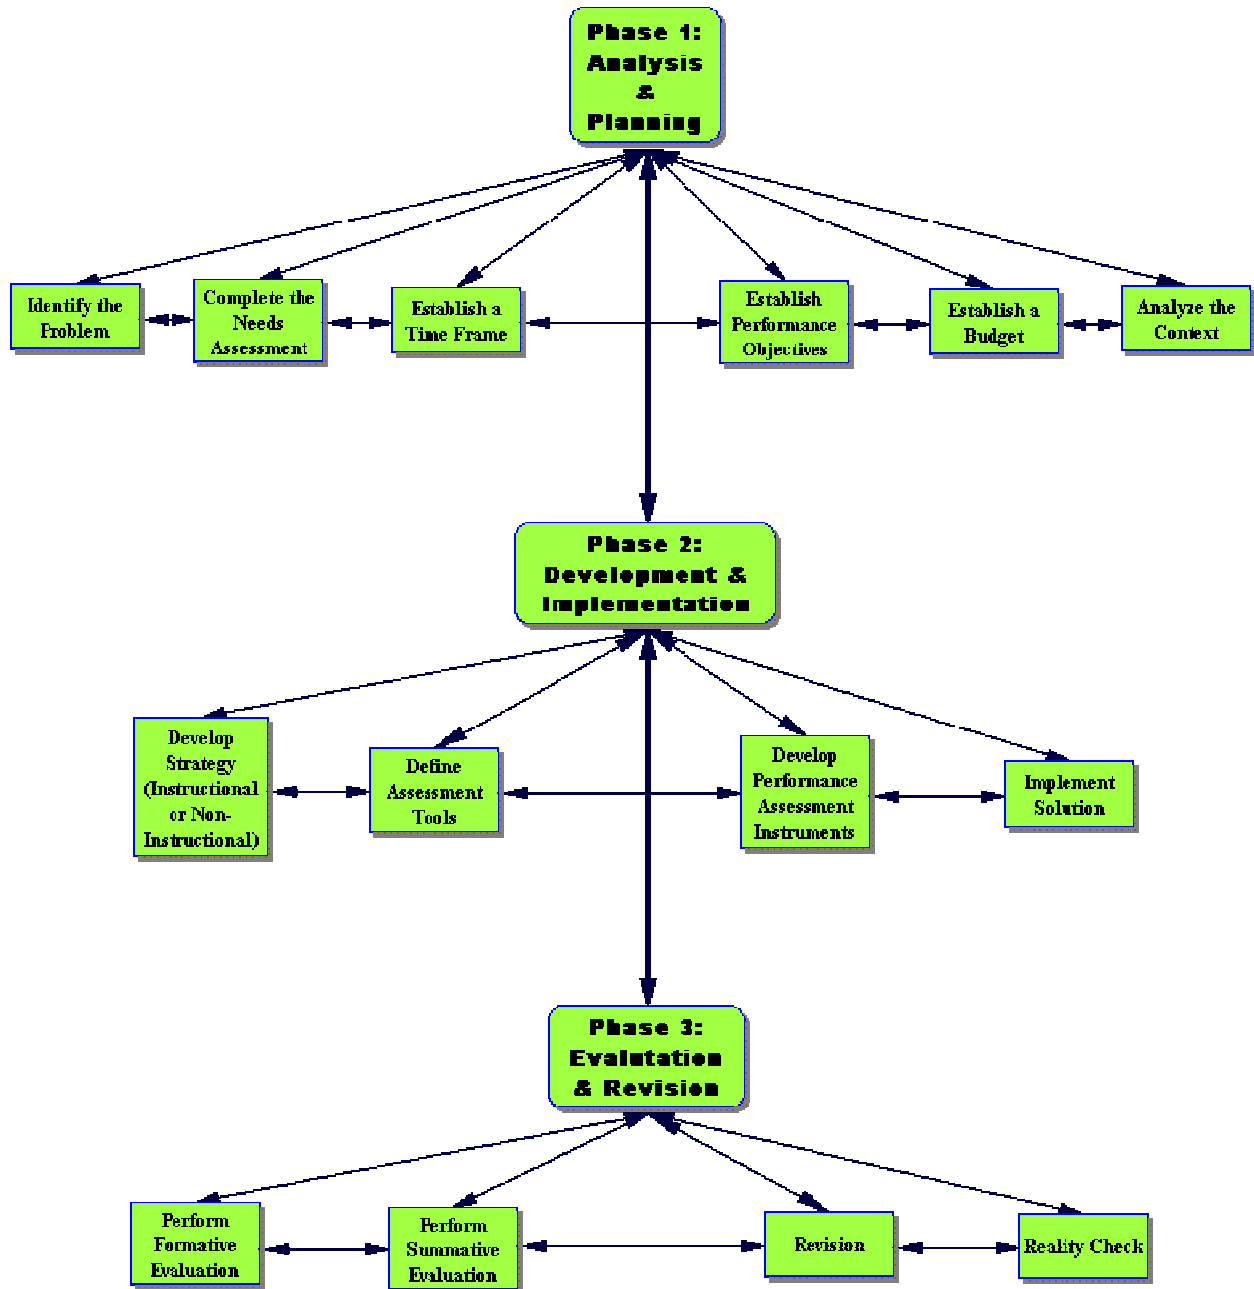 Phase 1:
Analysis
&
Planning
Identify the
Problem
Complete the
Needs
Assessment
Establish a
Time Frame
Establish
Performance
Objectives
Establish a
Budget
Analyze the
Context
Phase 2:
Development &
Implementation
Develop
Strategy
(Instructional
or Non-
Instructional)
Define
Assessment
Tools
Develop
Performance
Assessment
Instruments
Implement
Solution
Phase 3:
Evalutation
& Revision
Perform
Formative
Evaluation
Perform
Summative
Evaluation
Revision
Reality Check